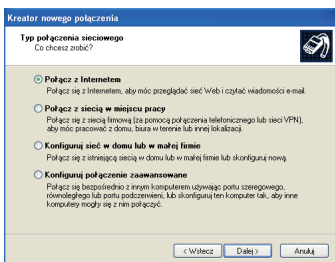 Kreator nowego połączenia
Typ połączenia sieciowego
Co chcesz zrobić?
Połącz z Internetem
Połącz się z Internetem, aby móc przeglądać sieć Web i czytać wiadomości e-mail.
Połącz z siecią w miejscu pracy
Połącz się z siecią firmową (za pomocą połączenia telefonicznego lub sieci VPN),
aby móc pracować z domu, biura w terenie lub innej lokalizacji.
Konfiguruj sieć w domu lub w małej firmie
Połącz się z istniejącą siecią w domu lub w małej firmie lub skonfiguruj nową.
Konfiguruj połączenie zaawansowane
Połącz się bezpośrednio z innym komputerem używając portu szeregowego,
równoległego lub portu podczerwieni, lub skonfiguruj ten komputer tak, aby inne
komputery mogły się z nim połączyć.
< Wstecz Dalej > Anuluj